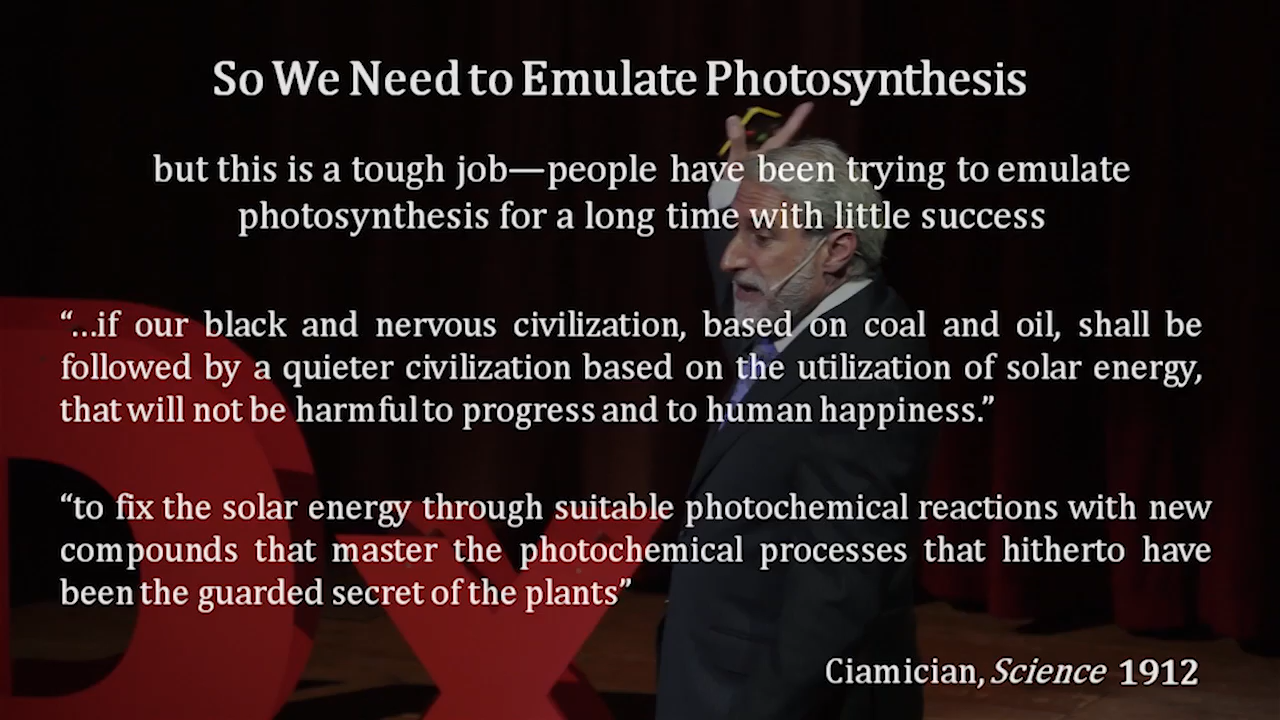 So We Need to Emulate Photosynthesis
but this is a tough job—people have been trying to emulate
photosynthesis for a long time with little success
“...if our black and nervous civilization, based on coal and oil, shall be
followed by a quieter civilization based on the utilization of solar energy,
that will not be harmful to progress and to human happiness.”
“to fix the solar energy through suitable photochemical reactions with new
compounds that master the photochemical processes that hitherto have
been the guarded secret of the plants”
Ciamician, Science 1912